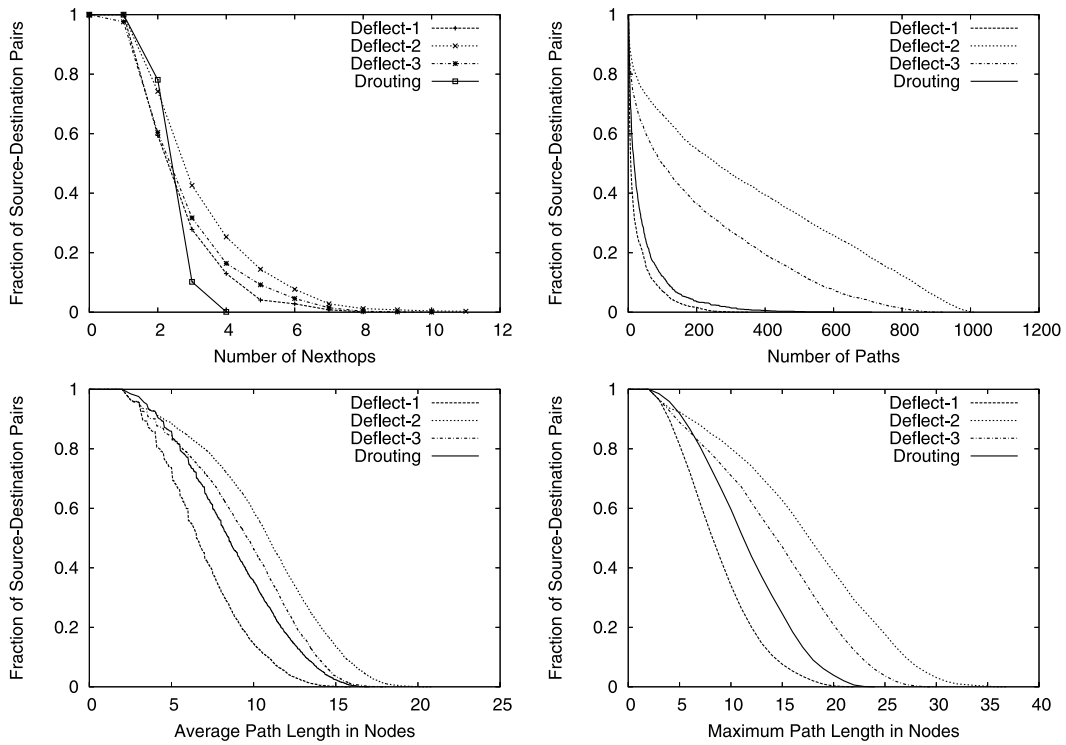 Fraction of Source-Destination Pairs
1
0.8
0.6
0.4
0.2
0
0 2 4 6 8 10 12
Number of Nexthops
Deflect-1
Deflect-2
Deflect-3
Drouting
Fraction of Source-Destination Pairs
1
0.8
0.6
0.4
0.2
0
0 200 400 600 800 1000 1200
Number of Paths
Deflect-1
Deflect-2
Deflect-3
Drouting
Fraction of Source-Destination Pairs
1
0.8
0.6
0.4
0.2
0
0 5 10 15 20 25
Average Path Length in Nodes
Deflect-1
Deflect-2
Deflect-3
Drouting
Fraction of Source-Destination Pairs
1
0.8
0.6
0.4
0.2
0
0 5 10 15 20 25 30 35 40
Maximum Path Length in Nodes
Deflect-1
Deflect-2
Deflect-3
Drouting